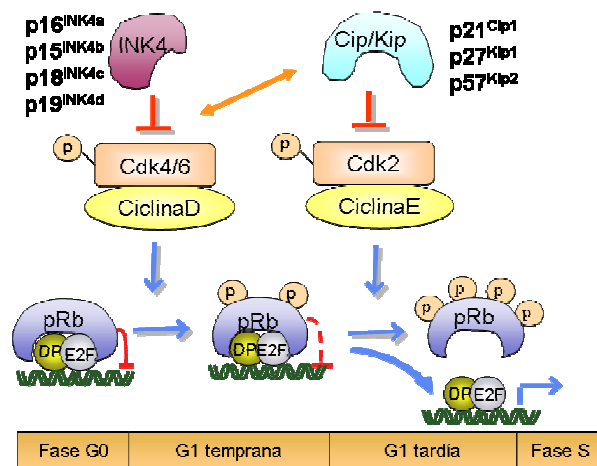 p16INK4a
p15INK4b
p18INK4c
p19INK4d
INK4
Cip/Kip
p21Cip1
p27Kip1
p57Kip2
p
Cdk4/6
CiclinaD
p
Cdk2
CiclinaE
pRb
DP E2F
p p
pRb
DP E2F
p p p p
pRb
DP E2F
Fase G0 G1 temprana G1 tardía Fase S